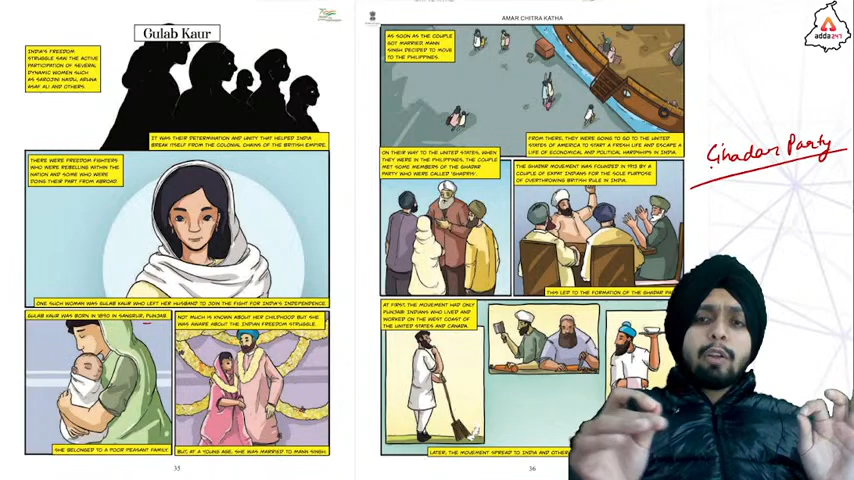 Gulab Kaur
INDIA'S FREEDOM
STRUGGLE SAW THE ACTIVE
PARTICIPATION OF SEVERAL
DYNAMIC WOMEN SUCH
AS SAROJINI NAIDU, ARUNA
ASAF ALI AND OTHERS.
IT WAS THEIR DETERMINATION AND UNITY THAT HELPED INDIA
BREAK ITSELF FROM THE COLONIAL CHAINS OF THE BRITISH EMPIRE.
THERE WERE FREEDOM FIGHTERS
WHO WERE REBELLING WITHIN THE
NATION AND SOME WHO WERE
DOING THEIR PART FROM ABROAD.
ONE SUCH WOMAN WAS GULAB KAUR WHO LEFT HER HUSBAND TO JOIN THE FIGHT FOR INDIA'S INDEPENDENCE.
GULAB KAUR WAS BORN IN 1890 IN SANGRUR, PUNJAB.
SHE BELONGED TO A POOR PEASANT FAMILY.
NOT MUCH IS KNOWN ABOUT HER CHILDHOOD BUT SHE
WAS AWARE ABOUT THE INDIAN FREEDOM STRUGGLE.
BUT, AT A YOUNG AGE, SHE WAS MARRIED TO MANN SINGH.
35
AMAR CHITRA KATHA
AS SOON AS THE COUPLE
GOT MARRIED MANN
SINGH DECIDED TO MOVE
TO THE PHILIPPINES.
FROM THERE, THEY WERE GOING TO GO TO THE UNITED
STATES OF AMERICA TO START A FRESH LIFE AND ESCAPE A
LIFE OF ECONOMICAL AND POLITICAL HARDSHIPS IN INDIA.
ON THEIR WAY TO THE UNITED STATES, WHEN
THEY WERE IN THE PHILIPPINES, THE COUPLE
MET SOME MEMBERS OF THE GHADAR
PARTY WHO WERE CALLED 'GHADRIS'.
THE GHADAR MOVEMENT WAS FOUNDED IN 1913 BY A
COUPLE OF EXPAT INDIANS FOR THE SOLE PURPOSE
OF OVERTHROWING BRITISH RULE IN INDIA.
THIS LED TO THE FORMATION OF THE GHADAR PA
AT FIRST, THE MOVEMENT HAD ONLY
PUNJABI INDIANS WHO LIVED AND
WORKED ON THE WEST COAST OF
THE UNITED STATES AND CANADA.
LATER, THE MOVEMENT SPREAD TO INDIA AND OTHER
36
Ghadar Party
adda247